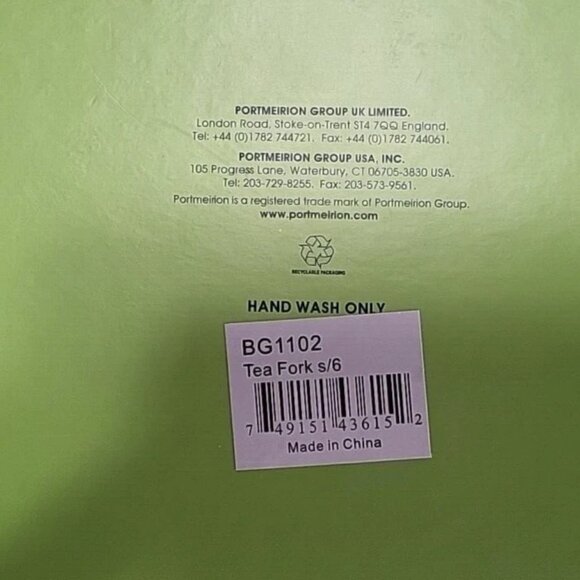 PORTMEIRION GROUP UK LIMITED.
London Road, Stoke-on-Trent ST4 7QQ England.
Tel: +44 (0)1782 744721. Fax: +44 (0)1782 744061.
PORTMEIRION GROUP USA, INC.
105 Progress Lane, Waterbury, CT 06705-3830 USA.
Tel: 203-729-8255. Fax: 203-573-9561.
Portmeirion is a registered trade mark of Portmeirion Group.
www.portmeirion.com
RECYCLABLE PACKAGING
HAND WASH ONLY
BG1102
Tea Fork s/6
7 49151 43615 2
Made in China